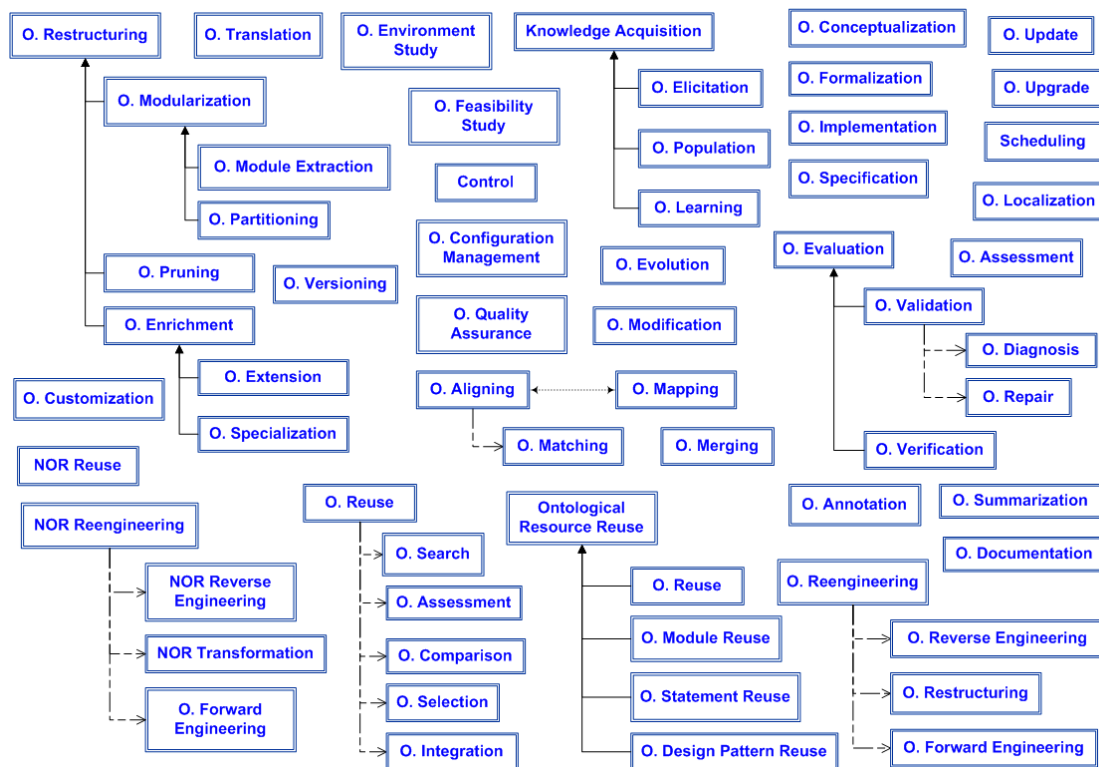 O. Restructuring
O. Translation
O. Environment
Study
Knowledge Acquisition
O. Conceptualization
O. Update
O. Modularization
O. Feasibility
Study
O. Elicitation
O. Formalization
O. Upgrade
O. Module Extraction
Control
O. Population
O. Implementation
Scheduling
O. Partitioning
O. Learning
O. Specification
O. Localization
O. Pruning
O. Versioning
O. Configuration
Management
O. Evolution
O. Evaluation
O. Assessment
O. Enrichment
O. Quality
Assurance
O. Modification
O. Validation
O. Diagnosis
O. Extension
O. Customization
O. Aligning
O. Mapping
O. Repair
O. Specialization
O. Matching
O. Merging
O. Verification
NOR Reuse
NOR Reengineering
O. Reuse
Ontological
Resource Reuse
O. Annotation
O. Summarization
O. Search
O. Documentation
NOR Reverse
Engineering
O. Assessment
O. Reuse
O. Reengineering
NOR Transformation
O. Comparison
O. Module Reuse
O. Reverse Engineering
O. Forward
Engineering
O. Selection
O. Statement Reuse
O. Restructuring
O. Integration
O. Design Pattern Reuse
O. Forward Engineering